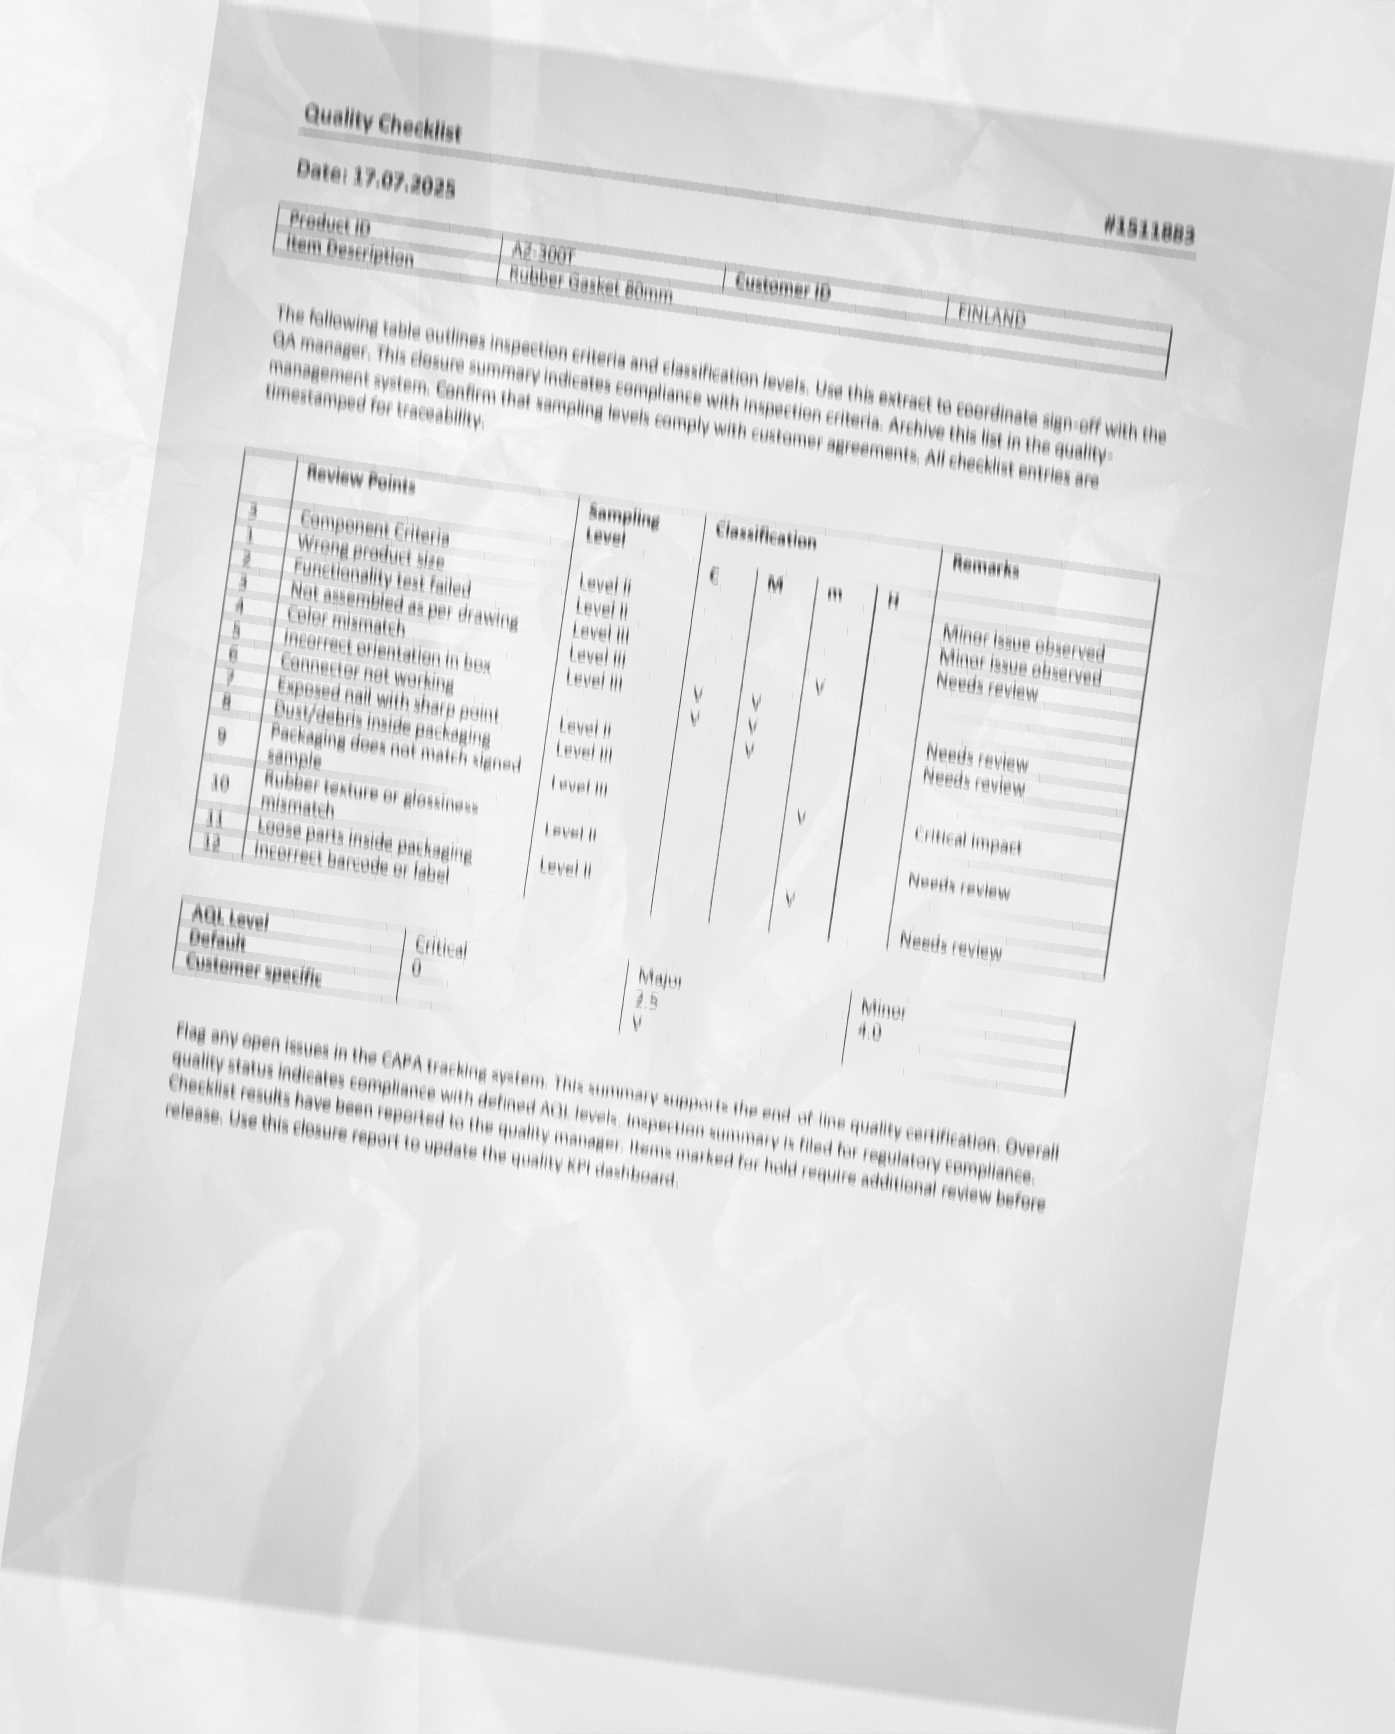 Quality Checklist
#1511883
Date: 17.07.2025
Product ID A2-300T Customer ID FINLAND
Item Description Rubber Gasket 80mm
The following table outlines inspection criteria and classification levels. Use this extract to coordinate sign-off with the
QA manager. This closure summary indicates compliance with inspection criteria. Archive this list in the quality-
management system. Confirm that sampling levels comply with customer agreements. All checklist entries are
timestamped for traceability.
Review Points Sampling Level Classification Remarks
3 Component Criteria C M m H
1 Wrong product size Level II Minor issue observed
2 Functionality test failed Level II Minor issue observed
3 Not assembled as per drawing Level III Needs review
4 Color mismatch Level III V
5 Incorrect orientation in box Level III V V
6 Connector not working V V Needs review
7 Exposed nail with sharp point Level II V Needs review
8 Dust/debris inside packaging Level III
9 Packaging does not match signed sample Level III V Critical impact
10 Rubber texture or glossiness mismatch Level II Needs review
11 Loose parts inside packaging Level II V
12 Incorrect barcode or label Needs review
AQL Level Critical Major Minor
Default 0 2.5 4.0
Customer specific V
Flag any open issues in the CAPA tracking system. This summary supports the end-of-line quality certification. Overall
quality status indicates compliance with defined AQL levels. Inspection summary is filed for regulatory compliance.
Checklist results have been reported to the quality manager. Items marked for hold require additional review before
release. Use this closure report to update the quality KPI dashboard.